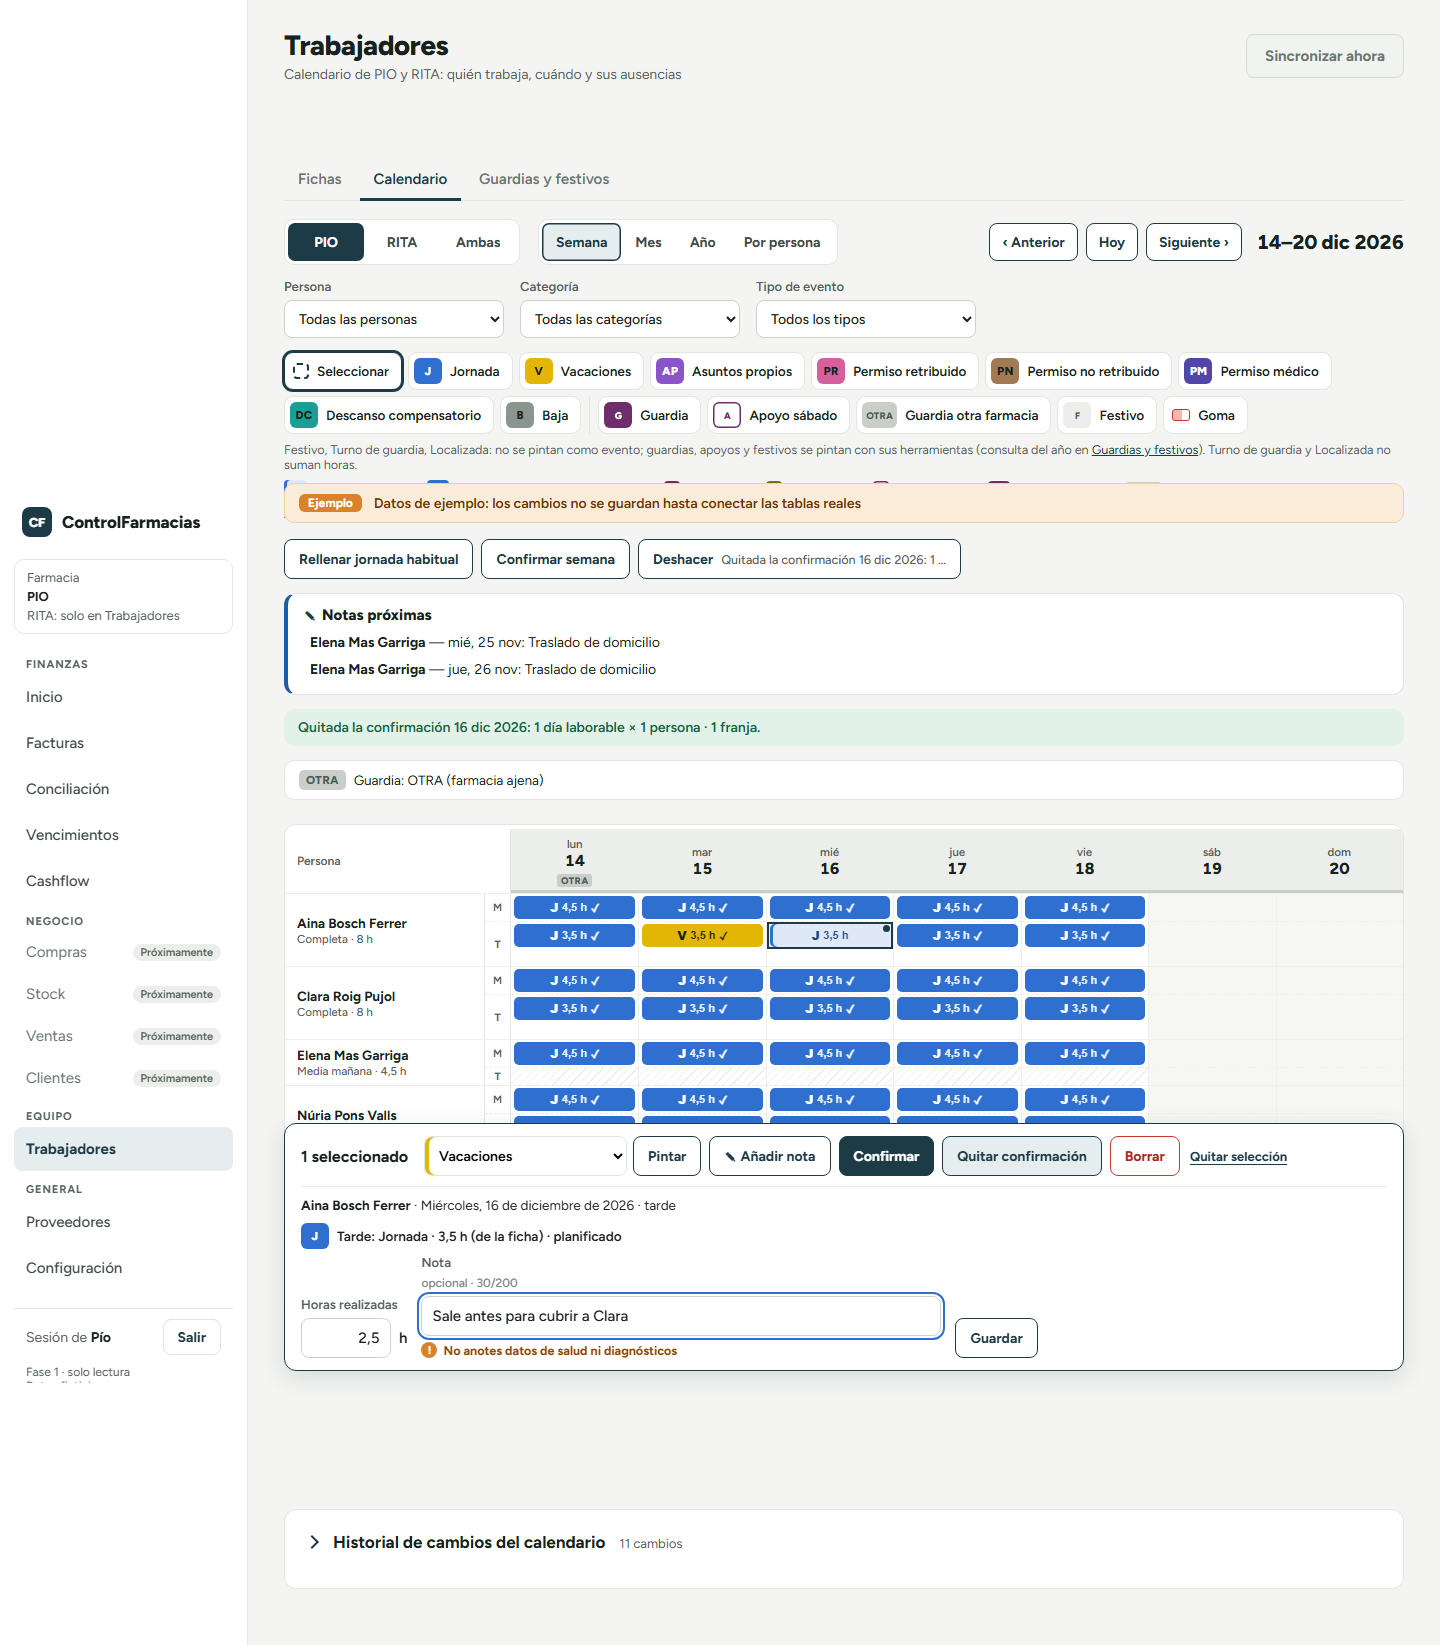 Trabajadores
Calendario de PIO y RITA: quién trabaja, cuándo y sus ausencias
Sincronizar ahora
Fichas
Calendario
Guardias y festivos
PIO
RITA
Ambas
Semana
Mes
Año
Por persona
‹ Anterior
Hoy
Siguiente ›
14–20 dic 2026
Persona
Categoría
Tipo de evento
Todas las personas
Todas las categorías
Todos los tipos
Seleccionar
J Jornada
V Vacaciones
AP Asuntos propios
PR Permiso retribuido
PN Permiso no retribuido
PM Permiso médico
DC Descanso compensatorio
B Baja
G Guardia
A Apoyo sábado
OTRA Guardia otra farmacia
F Festivo
Goma
Festivo, Turno de guardia, Localizada: no se pintan como evento; guardias, apoyos y festivos se pintan con sus herramientas (consulta del año en Guardias y festivos). Turno de guardia y Localizada no
suman horas.
Ejemplo Datos de ejemplo: los cambios no se guardan hasta conectar las tablas reales
Rellenar jornada habitual
Confirmar semana
Deshacer Quitada la confirmación 16 dic 2026: 1 ...
Notas próximas
Elena Mas Garriga — mié, 25 nov: Traslado de domicilio
Elena Mas Garriga — jue, 26 nov: Traslado de domicilio
Quitada la confirmación 16 dic 2026: 1 día laborable × 1 persona · 1 franja.
OTRA Guardia: OTRA (farmacia ajena)
Persona
lun 14 OTRA
mar 15
mié 16
jue 17
vie 18
sáb 19
dom 20
Aina Bosch Ferrer
Completa · 8 h
M J 4,5 h ✓ J 4,5 h ✓ J 4,5 h ✓ J 4,5 h ✓ J 4,5 h ✓
T J 3,5 h ✓ V 3,5 h ✓ J 3,5 h J 3,5 h ✓ J 3,5 h ✓
Clara Roig Pujol
Completa · 8 h
M J 4,5 h ✓ J 4,5 h ✓ J 4,5 h ✓ J 4,5 h ✓ J 4,5 h ✓
T J 3,5 h ✓ J 3,5 h ✓ J 3,5 h ✓ J 3,5 h ✓ J 3,5 h ✓
Elena Mas Garriga
Media mañana · 4,5 h
M J 4,5 h ✓ J 4,5 h ✓ J 4,5 h ✓ J 4,5 h ✓ J 4,5 h ✓
T
Núria Pons Valls
M J 4,5 h ✓ J 4,5 h ✓ J 4,5 h ✓ J 4,5 h ✓ J 4,5 h ✓
1 seleccionado
Vacaciones
Pintar
Añadir nota
Confirmar
Quitar confirmación
Borrar
Quitar selección
Aina Bosch Ferrer · Miércoles, 16 de diciembre de 2026 · tarde
J Tarde: Jornada · 3,5 h (de la ficha) · planificado
Nota
opcional · 30/200
Horas realizadas
2,5 h
Sale antes para cubrir a Clara
! No anotes datos de salud ni diagnósticos
Guardar
Historial de cambios del calendario 11 cambios
CF ControlFarmacias
Farmacia
PIO
RITA: solo en Trabajadores
FINANZAS
Inicio
Facturas
Conciliación
Vencimientos
Cashflow
NEGOCIO
Compras Próximamente
Stock Próximamente
Ventas Próximamente
Clientes Próximamente
EQUIPO
Trabajadores
GENERAL
Proveedores
Configuración
Sesión de Pío
Salir
Fase 1 · solo lectura